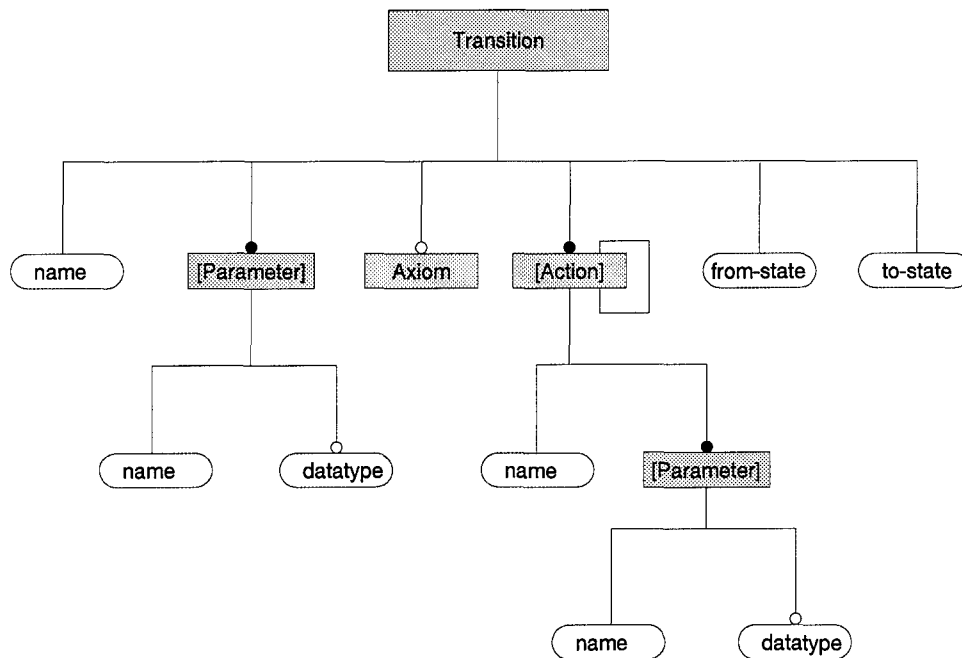 Transition
name
[Parameter]
Axiom
[Action]
from-state
to-state
name
datatype
name
[Parameter]
name
datatype